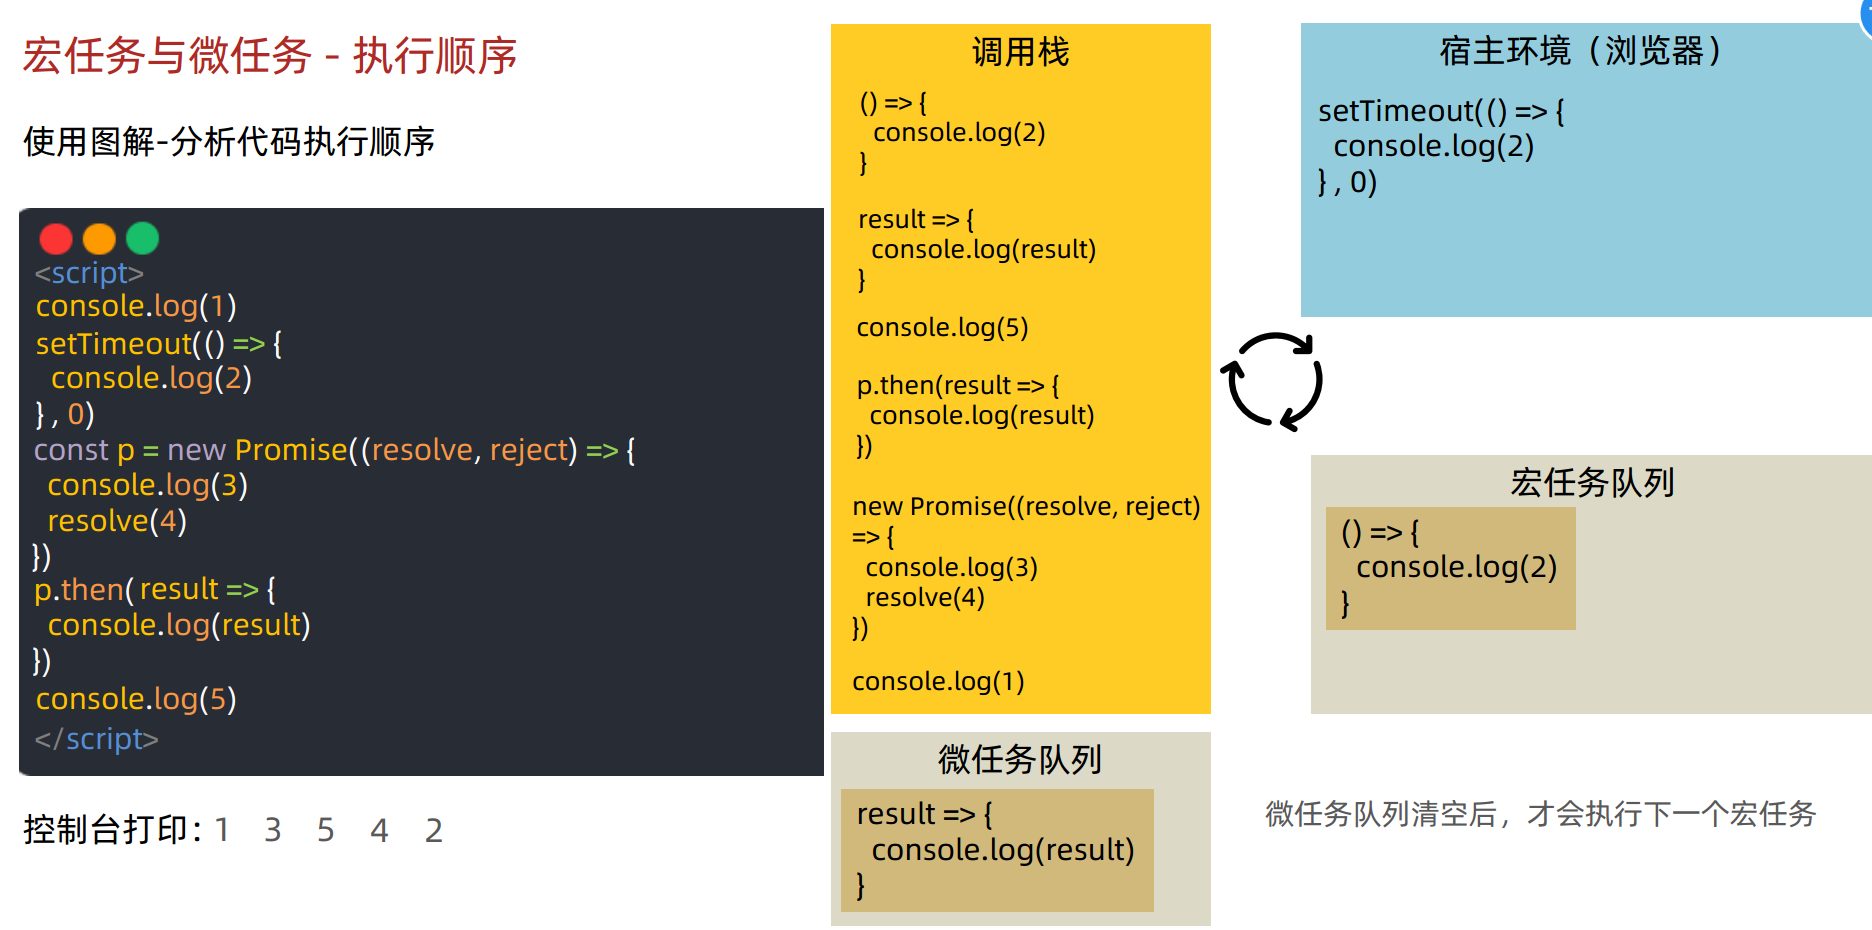 宏任务与微任务 - 执行顺序
使用图解-分析代码执行顺序
<script>
console.log(1)
setTimeout(() => {
  console.log(2)
} , 0)
const p = new Promise((resolve, reject) => {
  console.log(3)
  resolve(4)
})
p.then( result => {
  console.log(result)
})
console.log(5)
</script>
控制台打印: 1 3 5 4 2
调用栈
() => {
  console.log(2)
}
result => {
  console.log(result)
}
console.log(5)
p.then(result => {
  console.log(result)
})
new Promise((resolve, reject)
=> {
  console.log(3)
  resolve(4)
})
console.log(1)
微任务队列
result => {
  console.log(result)
}
宿主环境（浏览器）
setTimeout(() => {
  console.log(2)
} , 0)
宏任务队列
() => {
  console.log(2)
}
微任务队列清空后，才会执行下一个宏任务